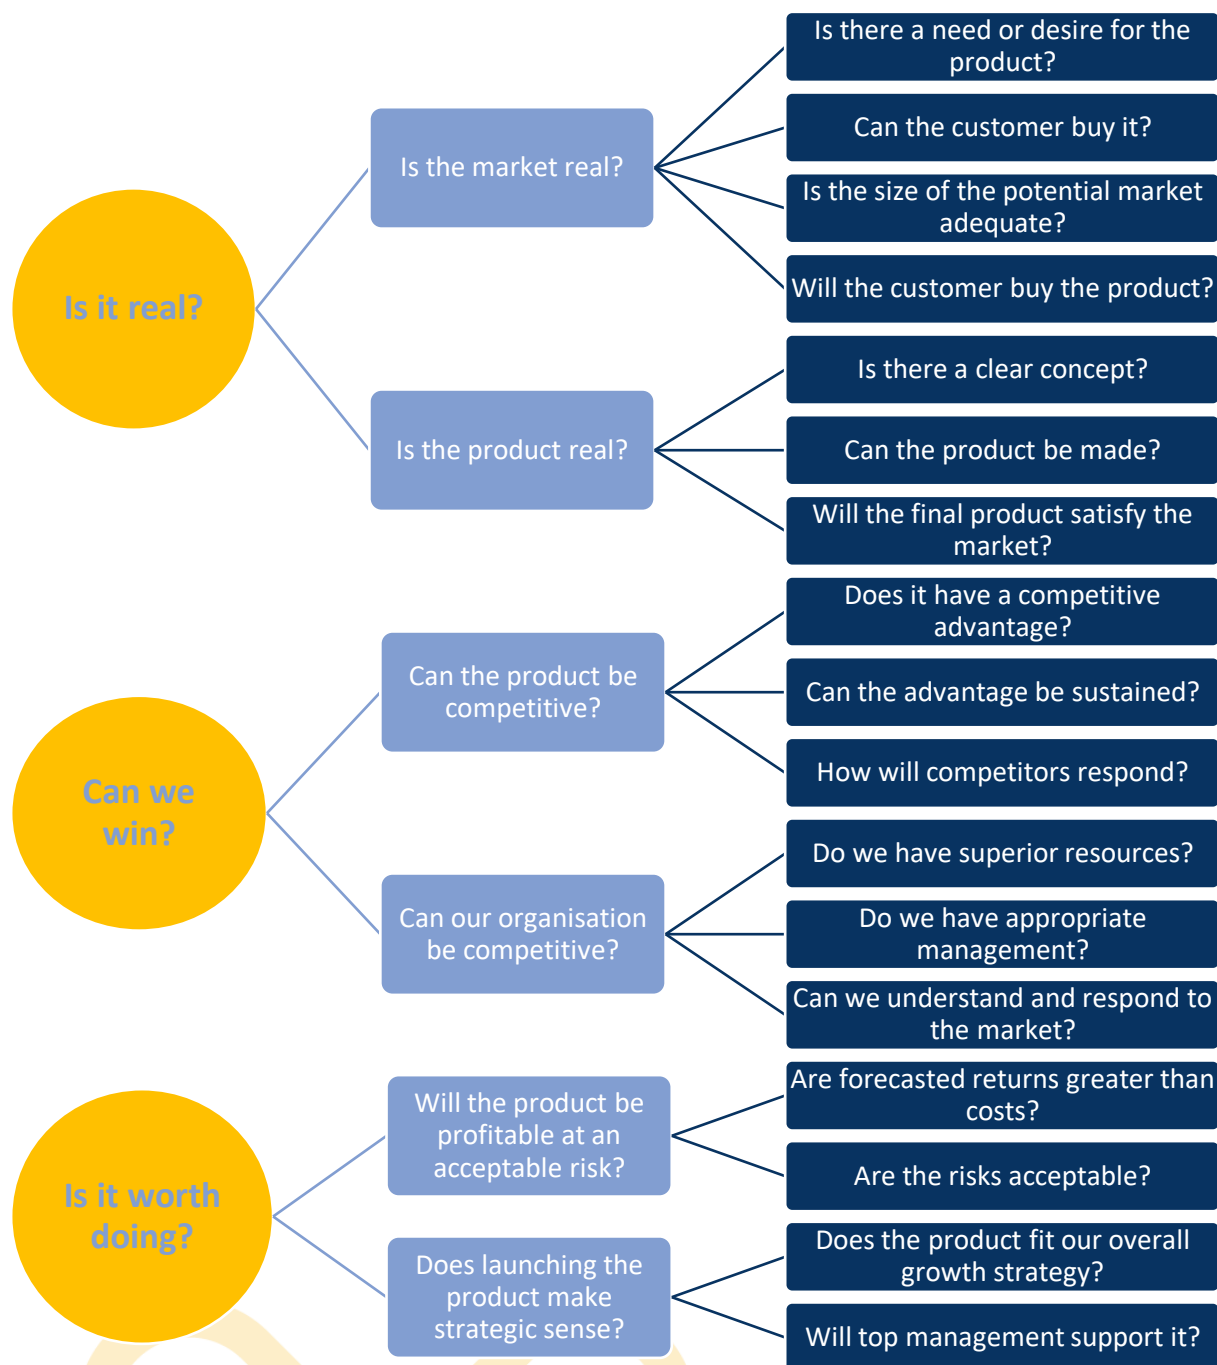 Is it real?
Is the market real?
Is there a need or desire for the
product?
Can the customer buy it?
Is the size of the potential market
adequate?
Will the customer buy the product?
Is the product real?
Is there a clear concept?
Can the product be made?
Will the final product satisfy the
market?
Can we
win?
Can the product be
competitive?
Does it have a competitive
advantage?
Can the advantage be sustained?
How will competitors respond?
Can our organisation
be competitive?
Do we have superior resources?
Do we have appropriate
management?
Can we understand and respond to
the market?
Is it worth
doing?
Will the product be
profitable at an
acceptable risk?
Are forecasted returns greater than
costs?
Are the risks acceptable?
Does launching the
product make
strategic sense?
Does the product fit our overall
growth strategy?
Will top management support it?